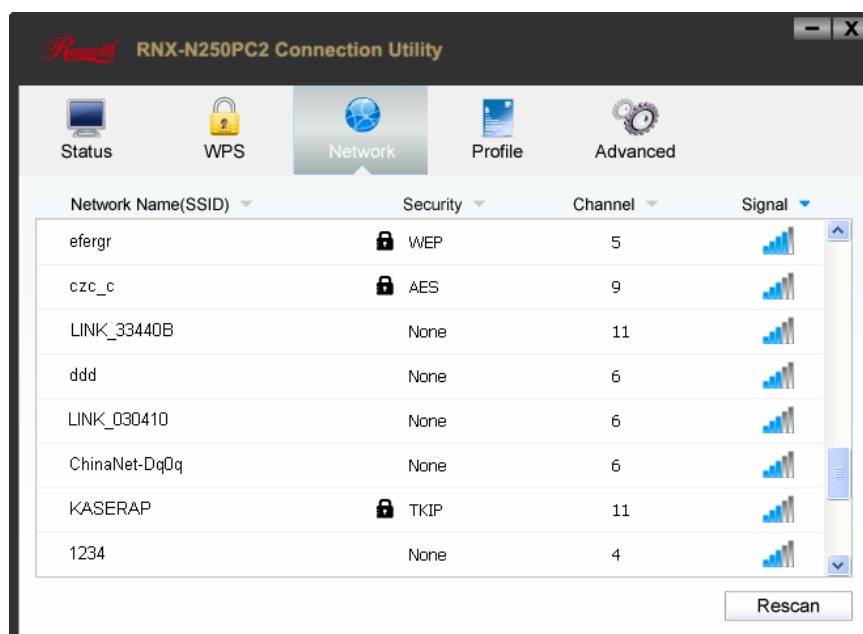 Rosewill RNX-N250PC2 Connection Utility
Status WPS Network Profile Advanced
Network Name(SSID) Security Channel Signal
efergr WEP 5
czc_c AES 9
LINK_33440B None 11
ddd None 6
LINK_030410 None 6
ChinaNet-Dq0q None 6
KASERAP TKIP 11
1234 None 4
Rescan